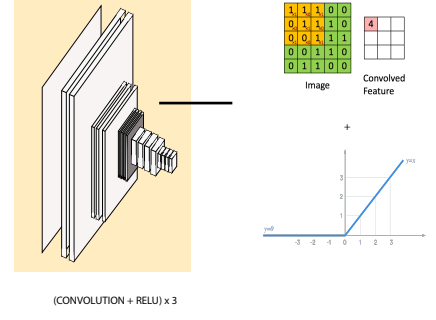 1 1 1 0 0
0 1 1 1 0
0 0 1 1 1
0 0 1 1 0
0 1 1 0 0
4
Image
Convolved
Feature
+
y=x
3
2
1
y=0
-3 -2 -1 0 1 2 3
(CONVOLUTION + RELU) x 3